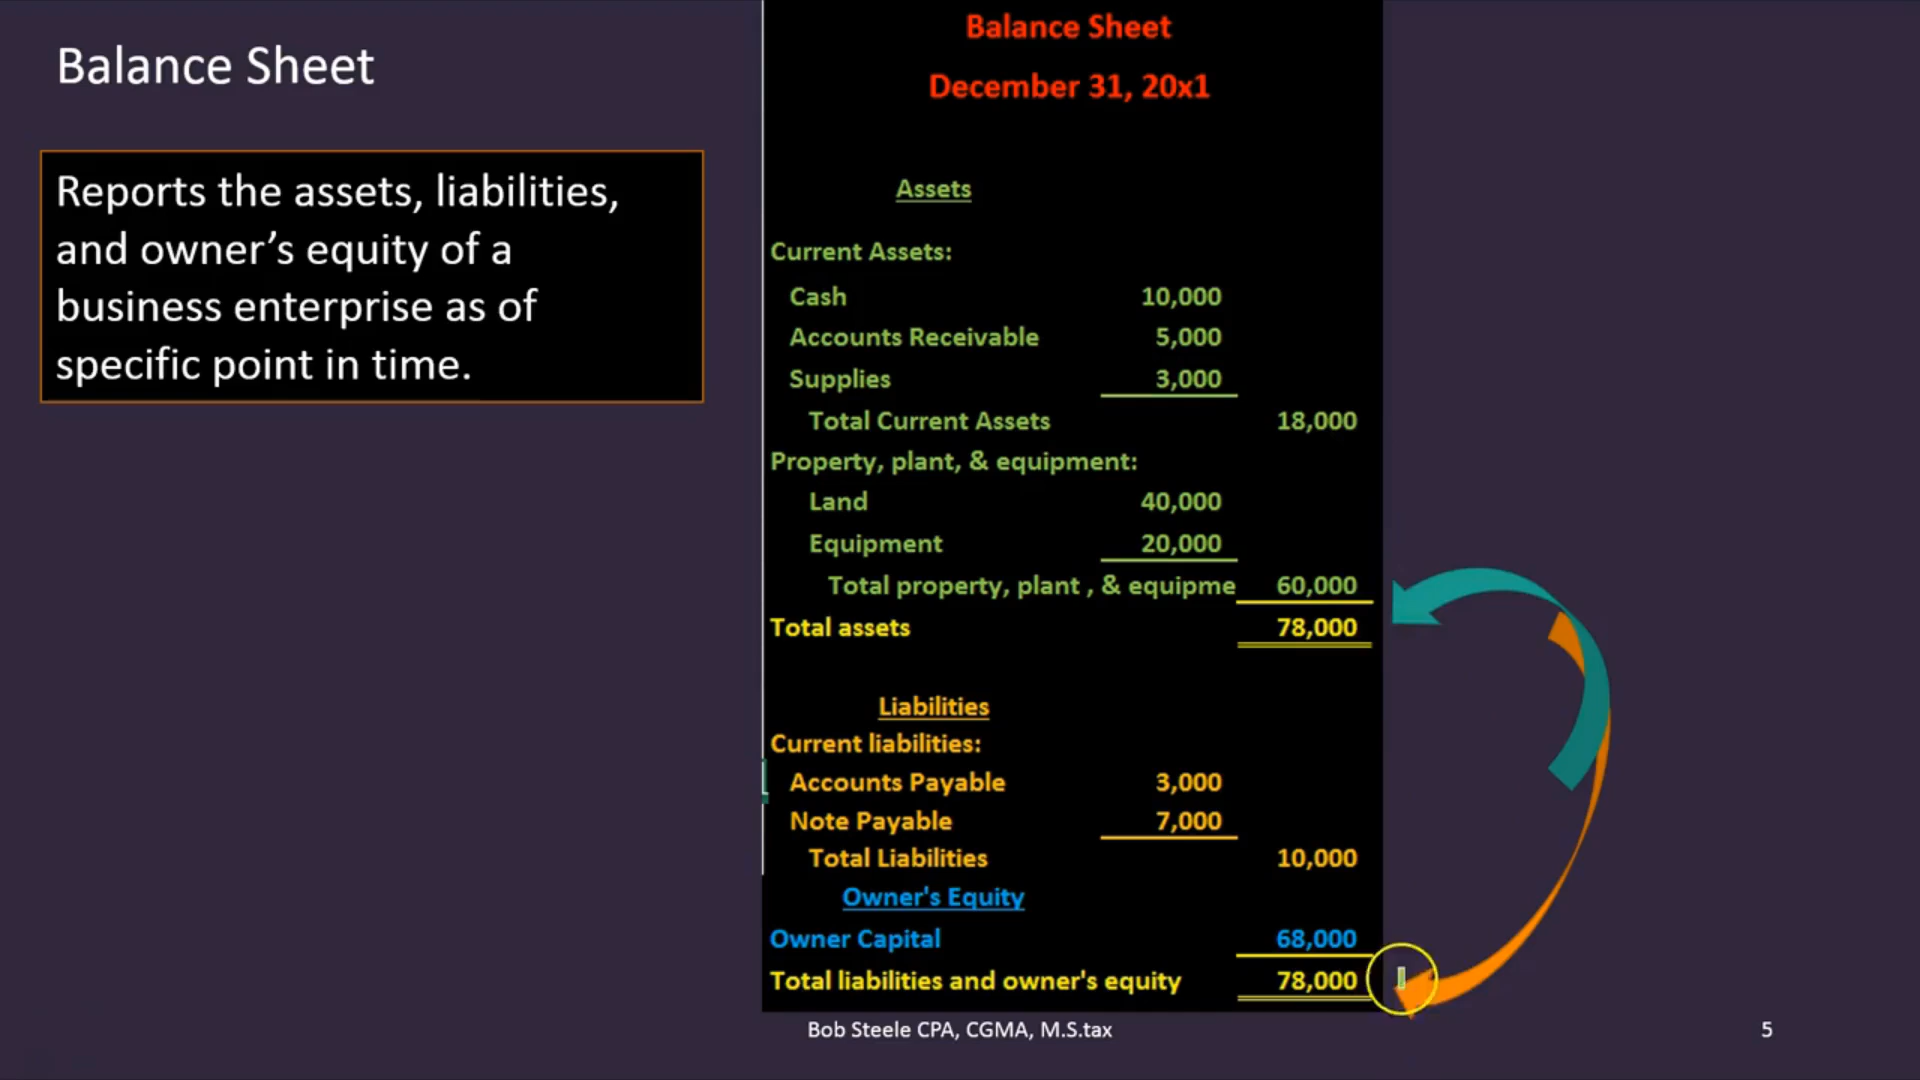 Balance Sheet
Reports the assets, liabilities,
and owner’s equity of a
business enterprise as of
specific point in time.
Balance Sheet
December 31, 20x1
Assets
Current Assets:
Cash 10,000
Accounts Receivable 5,000
Supplies 3,000
Total Current Assets 18,000
Property, plant, & equipment:
Land 40,000
Equipment 20,000
Total property, plant , & equipme 60,000
Total assets 78,000
Liabilities
Current liabilities:
Accounts Payable 3,000
Note Payable 7,000
Total Liabilities 10,000
Owner's Equity
Owner Capital 68,000
Total liabilities and owner's equity 78,000
Bob Steele CPA, CGMA, M.S.tax 5